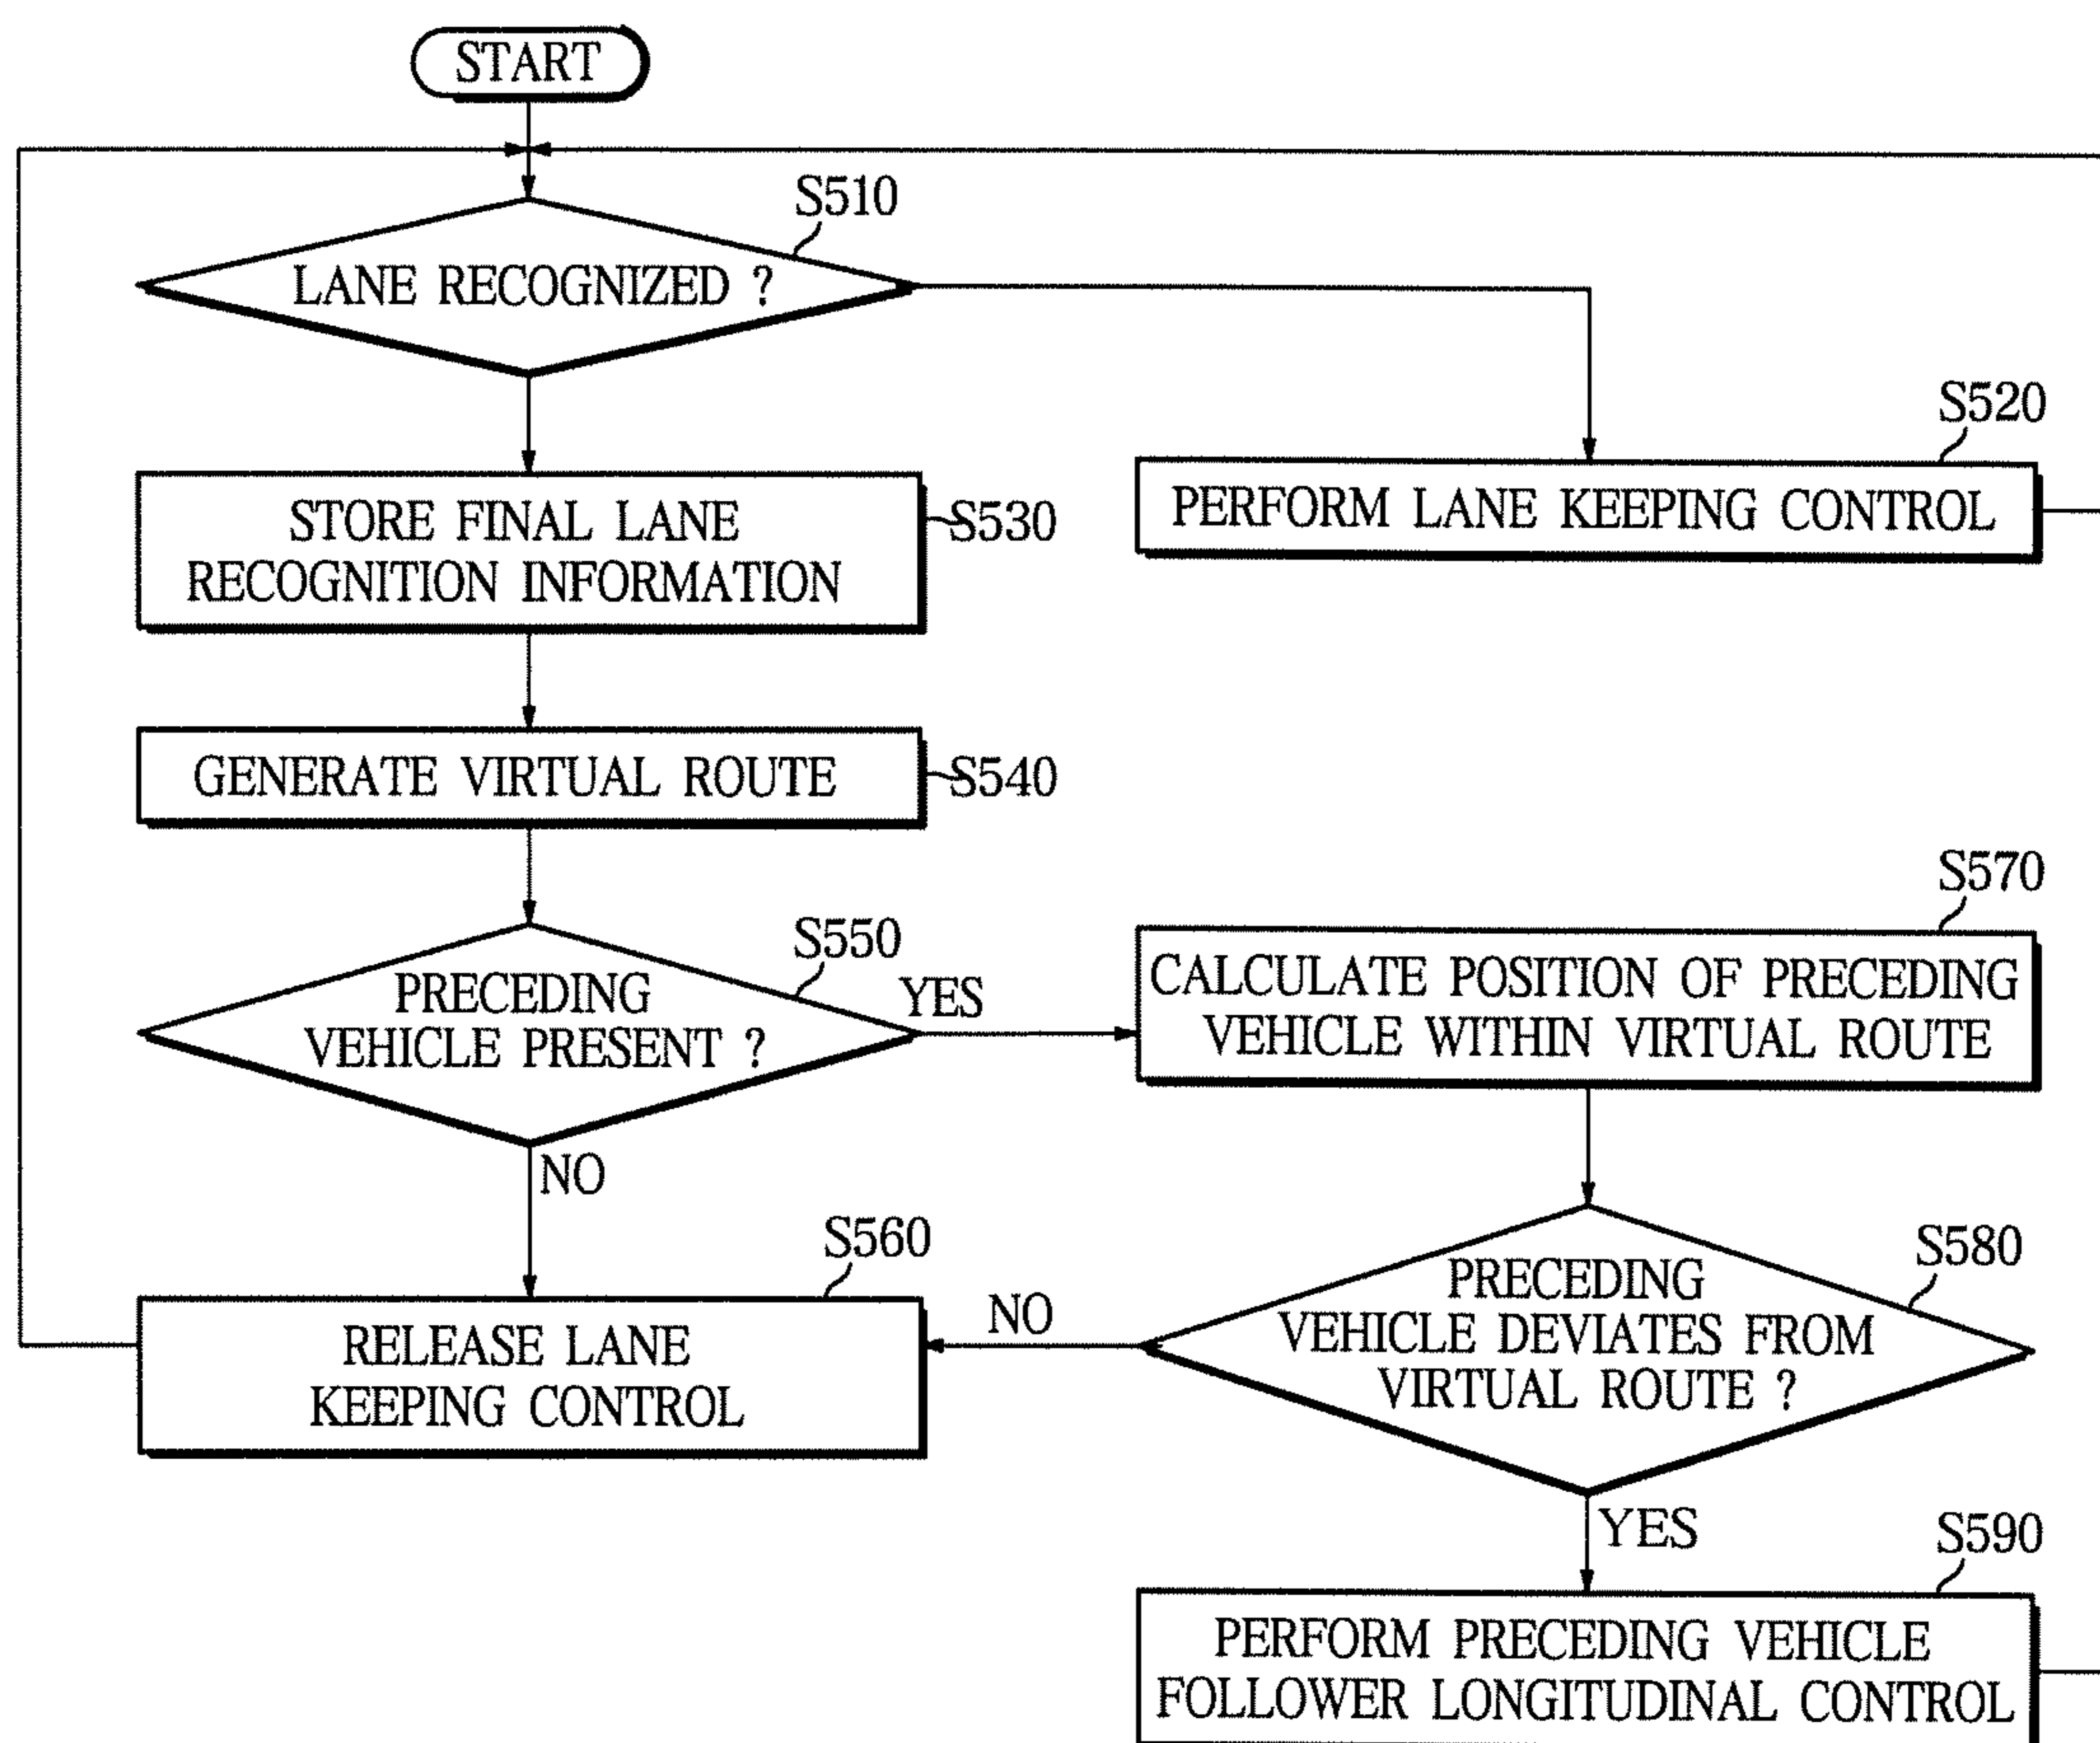 START
S510
LANE RECOGNIZED ?
S520
PERFORM LANE KEEPING CONTROL
STORE FINAL LANE
RECOGNITION INFORMATION
S530
GENERATE VIRTUAL ROUTE
S540
S550
PRECEDING
VEHICLE PRESENT ?
YES
NO
S570
CALCULATE POSITION OF PRECEDING
VEHICLE WITHIN VIRTUAL ROUTE
S560
RELEASE LANE
KEEPING CONTROL
NO
S580
PRECEDING
VEHICLE DEVIATES FROM
VIRTUAL ROUTE ?
YES
S590
PERFORM PRECEDING VEHICLE
FOLLOWER LONGITUDINAL CONTROL